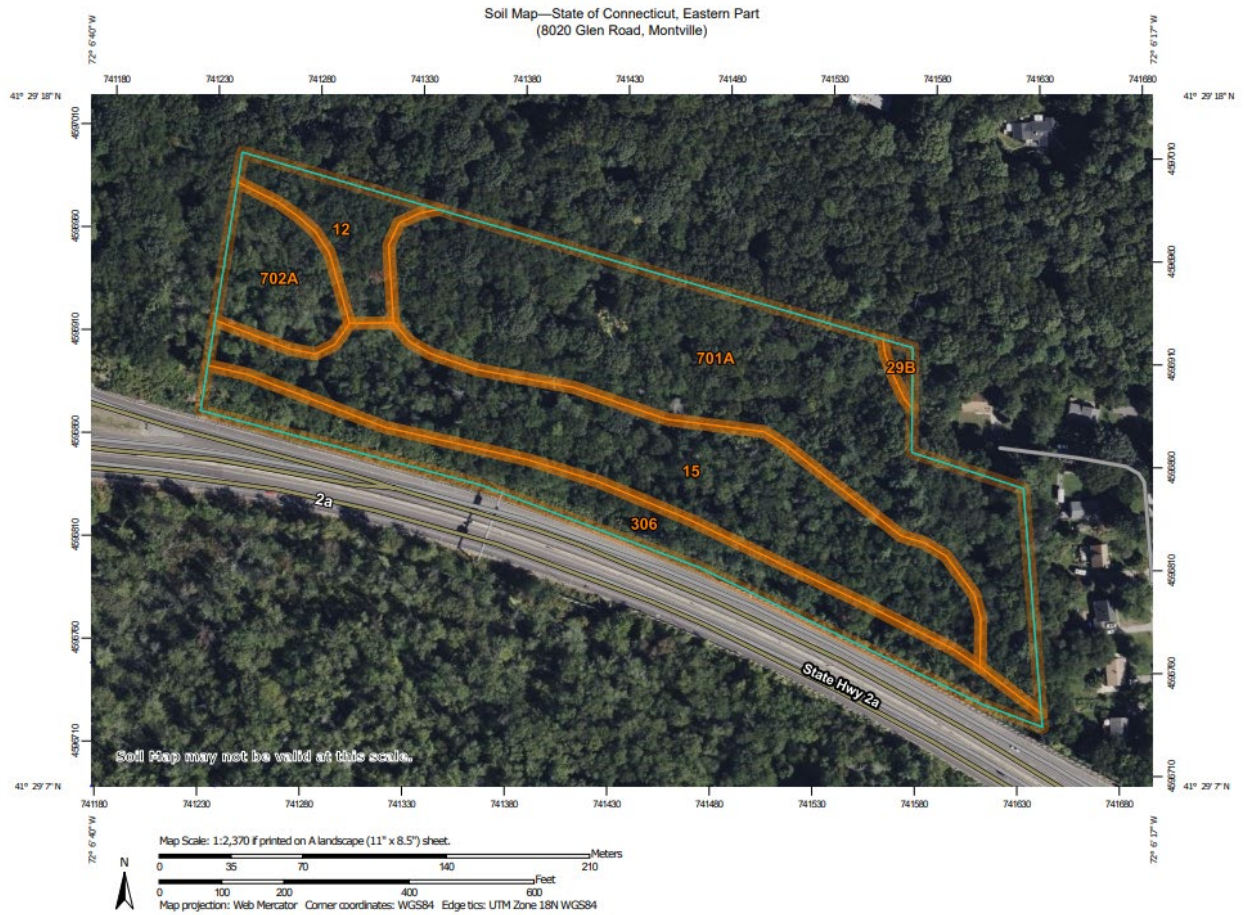 Soil Map—State of Connecticut, Eastern Part
(8020 Glen Road, Montville)
72° 6' 40" W
72° 6' 17" W
741180 741230 741280 741330 741380 741430 741480 741530 741580 741630 741680
41° 29' 18" N
41° 29' 18" N
4597010
4597010
4596960
4596960
12
702A
4596910
4596910
701A
29B
4596860
4596860
15
2a
306
4596810
4596810
4596760
4596760
State Hwy 2a
4596710
4596710
Soil Map may not be valid at this scale.
41° 29' 7" N
41° 29' 7" N
741180 741230 741280 741330 741380 741430 741480 741530 741580 741630 741680
72° 6' 40" W
72° 6' 17" W
Map Scale: 1:2,370 if printed on A landscape (11" x 8.5") sheet.
N
Meters
0 35 70 140 210
Feet
0 100 200 400 600
Map projection: Web Mercator Corner coordinates: WGS84 Edge tics: UTM Zone 18N WGS84